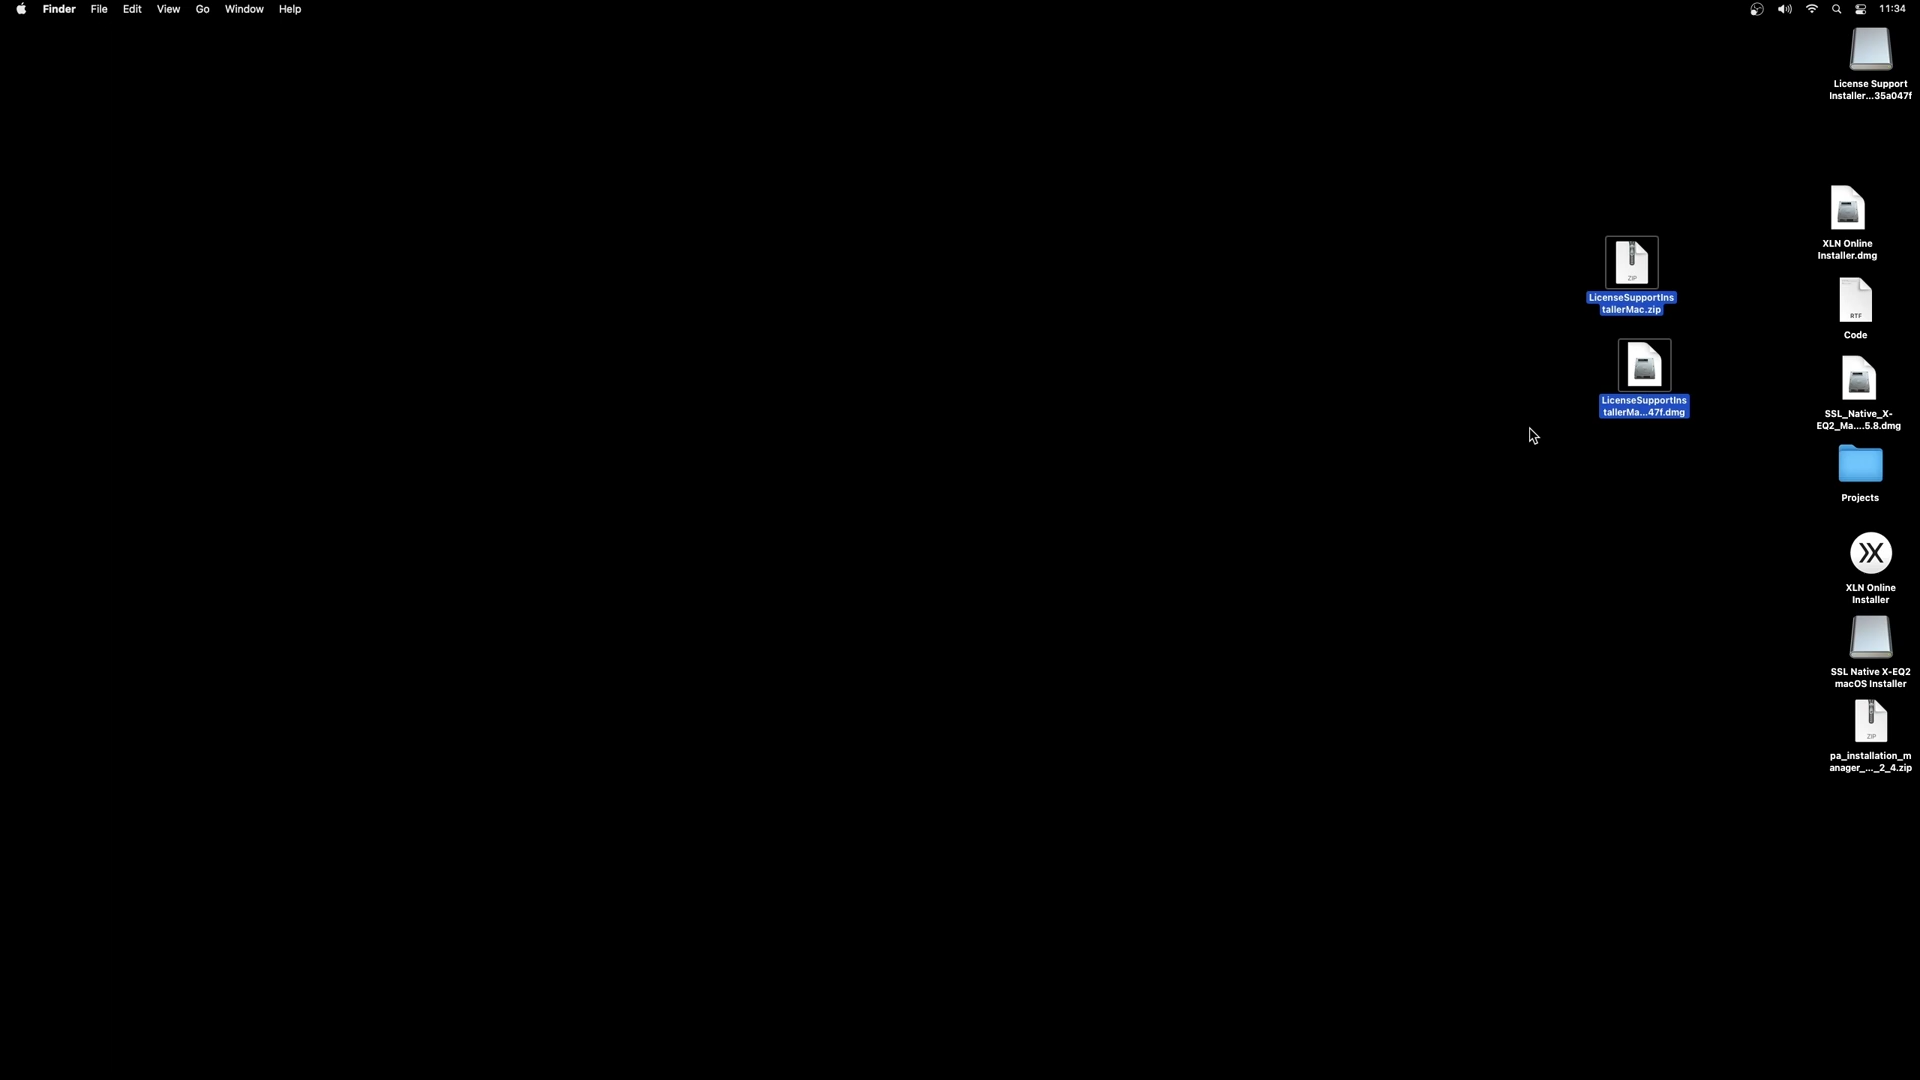 Finder File Edit View Go Window Help 11:34
License Support
Installer...35a047f
XLN Online
Installer.dmg
ZIP
LicenseSupportIns
tallerMac.zip
RTF
Code
LicenseSupportIns
tallerMa...47f.dmg
SSL_Native_X-
EQ2_Ma....5.8.dmg
Projects
XLN Online
Installer
SSL Native X-EQ2
macOS Installer
ZIP
pa_installation_m
anager_..._2_4.zip